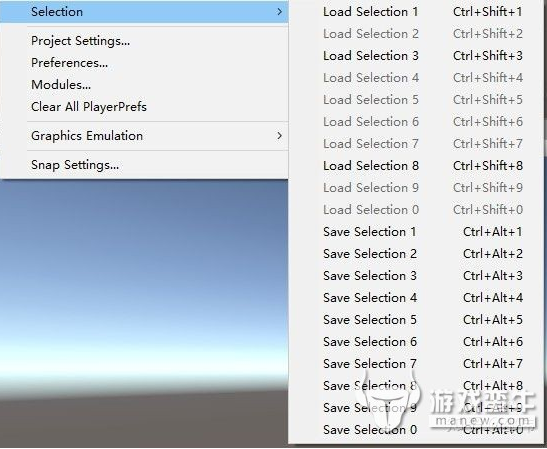 Selection
Project Settings...
Preferences...
Modules...
Clear All PlayerPrefs
Graphics Emulation
Snap Settings...
Load Selection 1 Ctrl+Shift+1
Load Selection 2 Ctrl+Shift+2
Load Selection 3 Ctrl+Shift+3
Load Selection 4 Ctrl+Shift+4
Load Selection 5 Ctrl+Shift+5
Load Selection 6 Ctrl+Shift+6
Load Selection 7 Ctrl+Shift+7
Load Selection 8 Ctrl+Shift+8
Load Selection 9 Ctrl+Shift+9
Load Selection 0 Ctrl+Shift+0
Save Selection 1 Ctrl+Alt+1
Save Selection 2 Ctrl+Alt+2
Save Selection 3 Ctrl+Alt+3
Save Selection 4 Ctrl+Alt+4
Save Selection 5 Ctrl+Alt+5
Save Selection 6 Ctrl+Alt+6
Save Selection 7 Ctrl+Alt+7
Save Selection 8 Ctrl+Alt+8
Save Selection 9 Ctrl+Alt+9
Save Selection 0 Ctrl+Alt+0
游戏蛮牛
manew.com